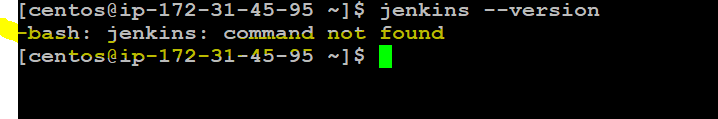 [centos@ip-172-31-45-95 ~]$ jenkins --version
-bash: jenkins: command not found
[centos@ip-172-31-45-95 ~]$